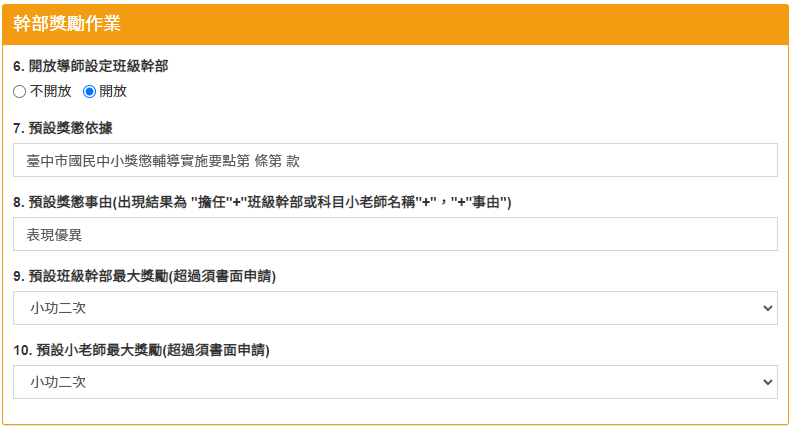 幹部獎勵作業
6. 開放導師設定班級幹部
不開放 開放
7. 預設獎懲依據
臺中市國民中小獎懲輔導實施要點第 條第 款
8. 預設獎懲事由(出現結果為 "擔任"+"班級幹部或科目小老師名稱"+"，"+"事由")
表現優異
9. 預設班級幹部最大獎勵(超過須書面申請)
小功二次
10. 預設小老師最大獎勵(超過須書面申請)
小功二次